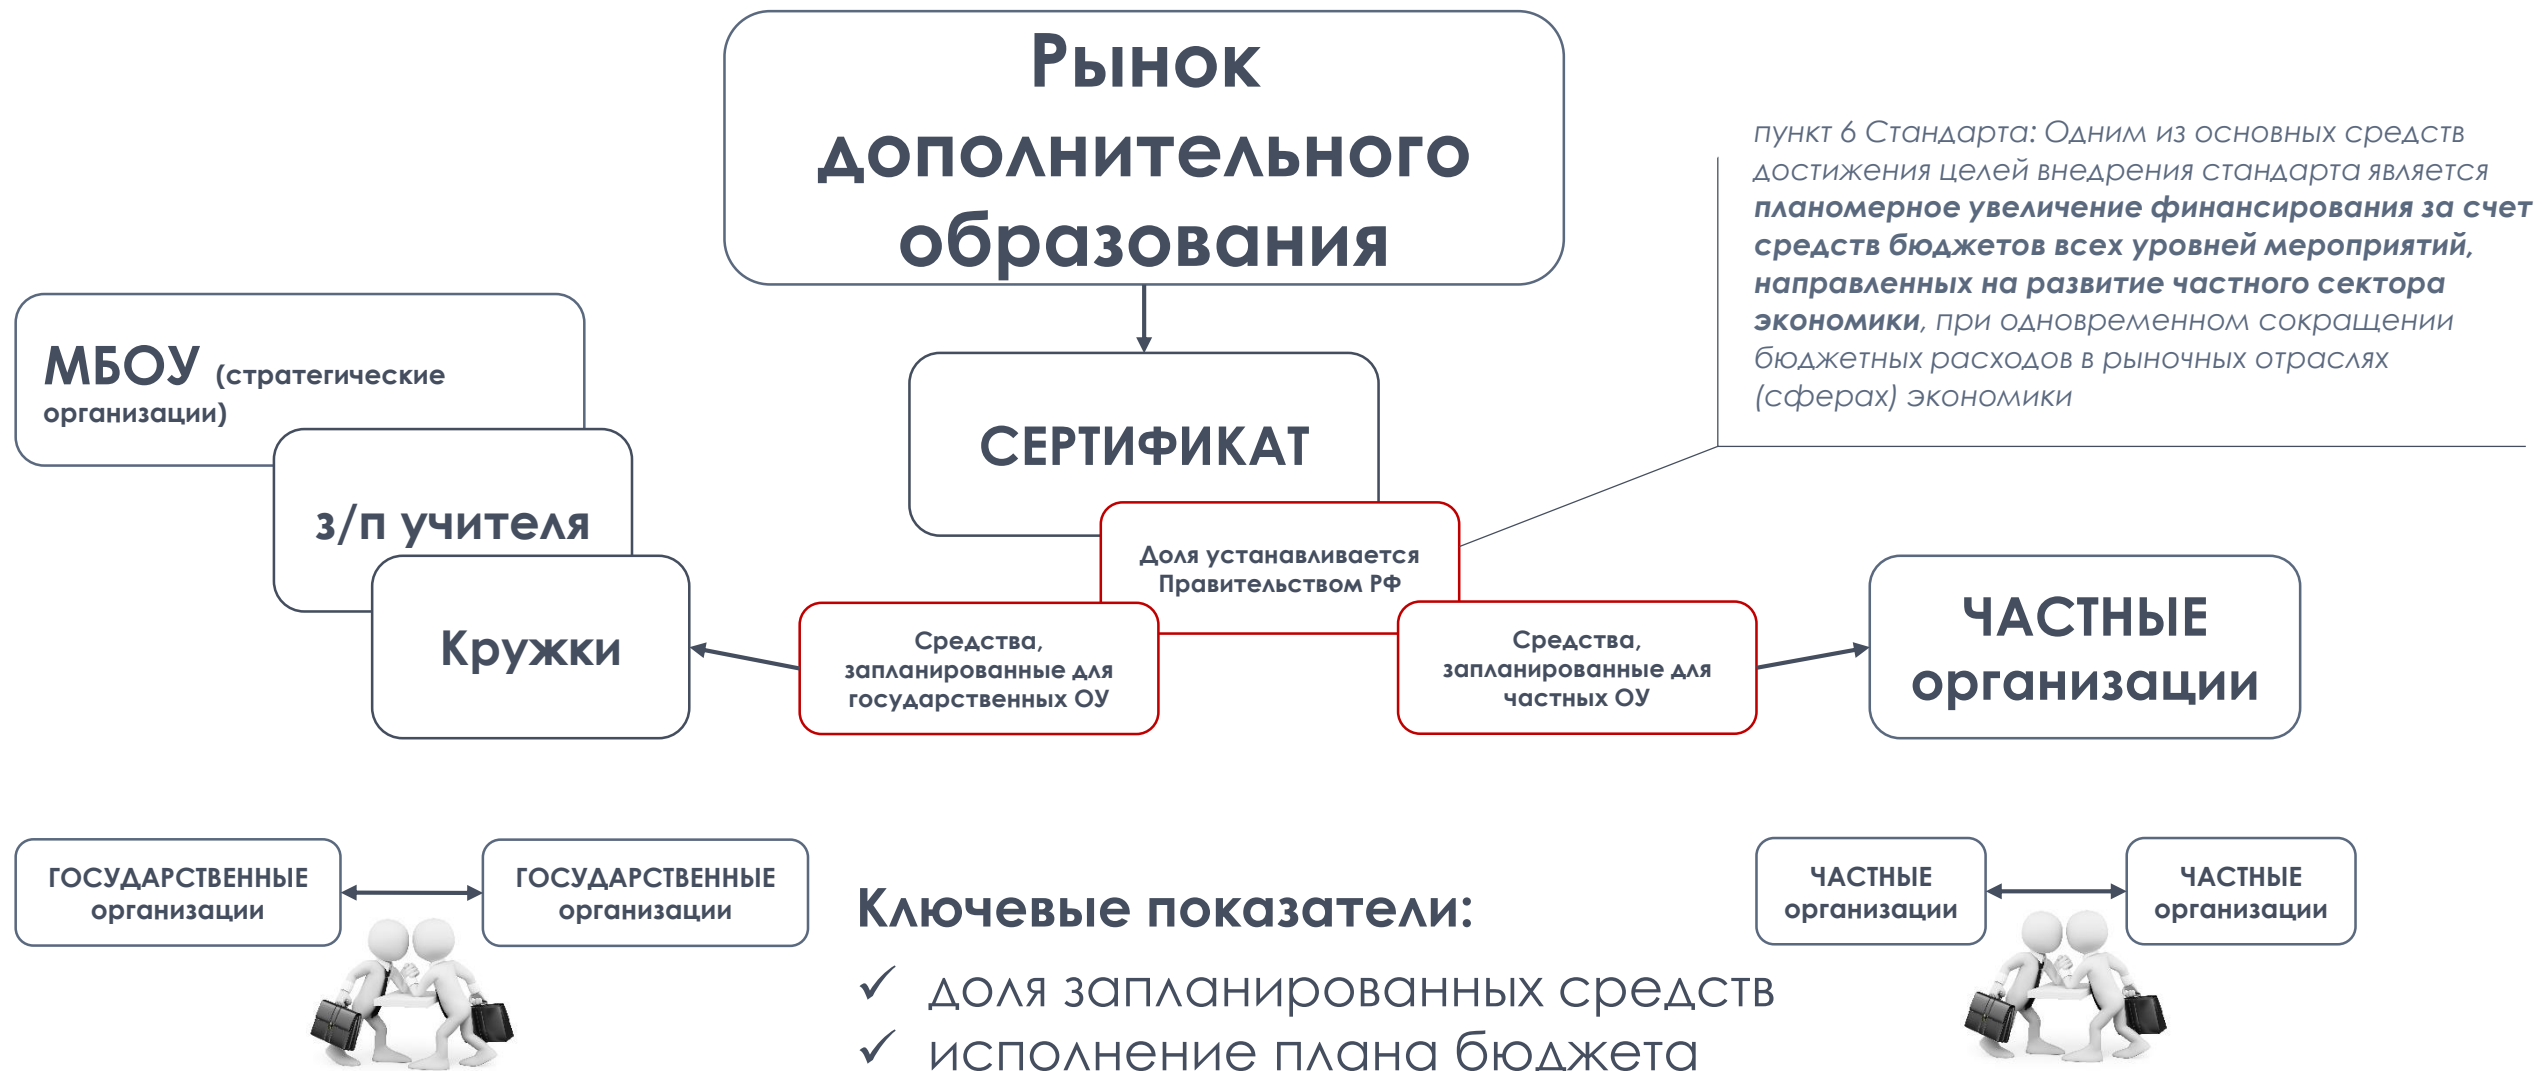 Рынок
дополнительного
образования
пункт 6 Стандарта: Одним из основных средств
достижения целей внедрения стандарта является
планомерное увеличение финансирования за счет
средств бюджетов всех уровней мероприятий,
направленных на развитие частного сектора
экономики, при одновременном сокращении
бюджетных расходов в рыночных отраслях
(сферах) экономики
МБОУ (стратегические
организации)
з/п учителя
Кружки
СЕРТИФИКАТ
Доля устанавливается
Правительством РФ
Средства,
запланированные для
государственных ОУ
Средства,
запланированные для
частных ОУ
ЧАСТНЫЕ
организации
ГОСУДАРСТВЕННЫЕ
организации
ГОСУДАРСТВЕННЫЕ
организации
Ключевые показатели:
✓ доля запланированных средств
✓ исполнение плана бюджета
ЧАСТНЫЕ
организации
ЧАСТНЫЕ
организации